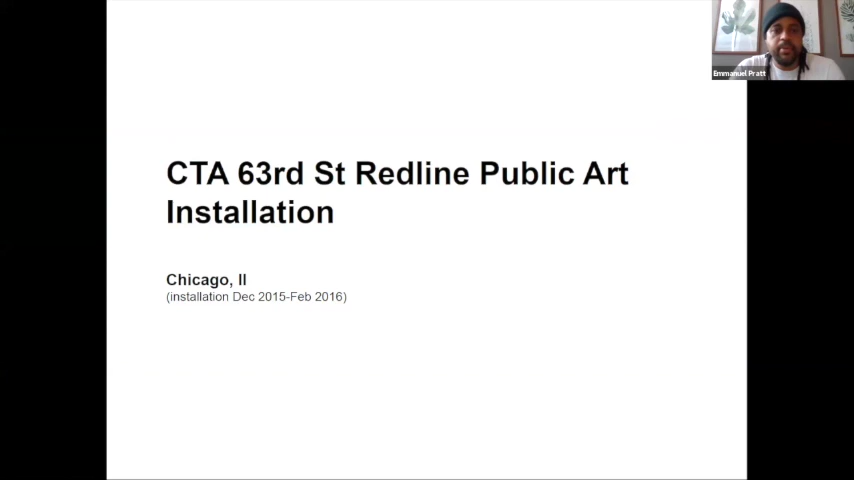 Emmanuel Pratt
CTA 63rd St Redline Public Art
Installation
Chicago, Il
(installation Dec 2015-Feb 2016)